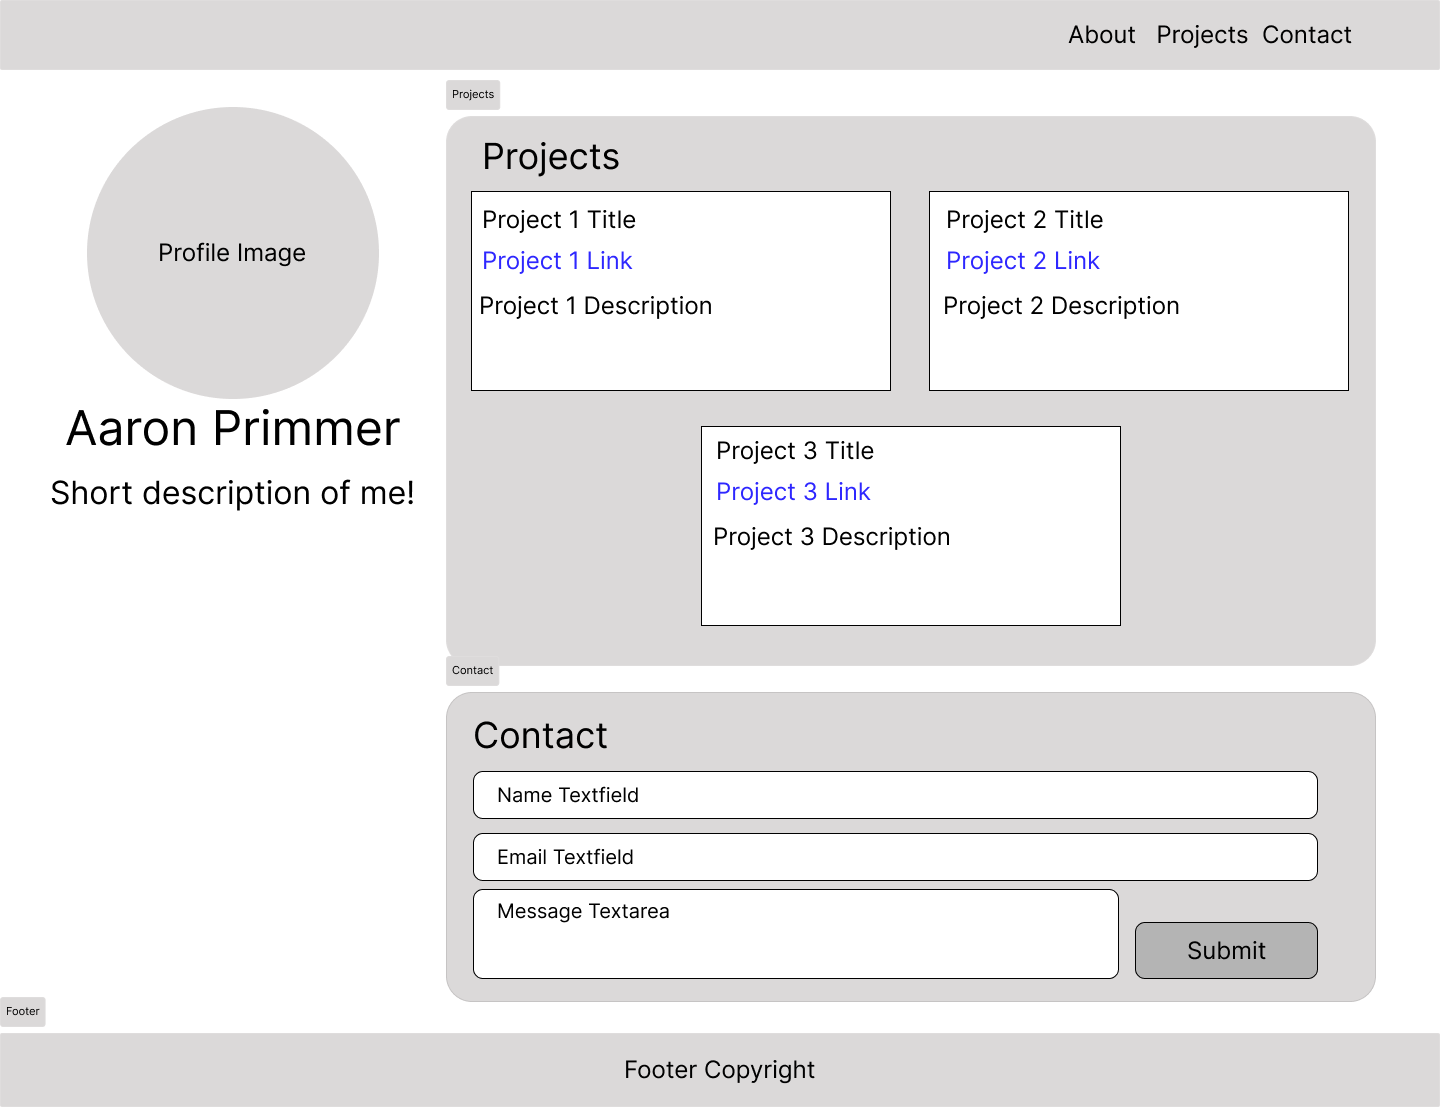 About Projects Contact
Projects
Profile Image
Aaron Primmer
Short description of me!
Projects
Project 1 Title
Project 1 Link
Project 1 Description
Project 2 Title
Project 2 Link
Project 2 Description
Project 3 Title
Project 3 Link
Project 3 Description
Contact
Contact
Name Textfield
Email Textfield
Message Textarea
Submit
Footer
Footer Copyright